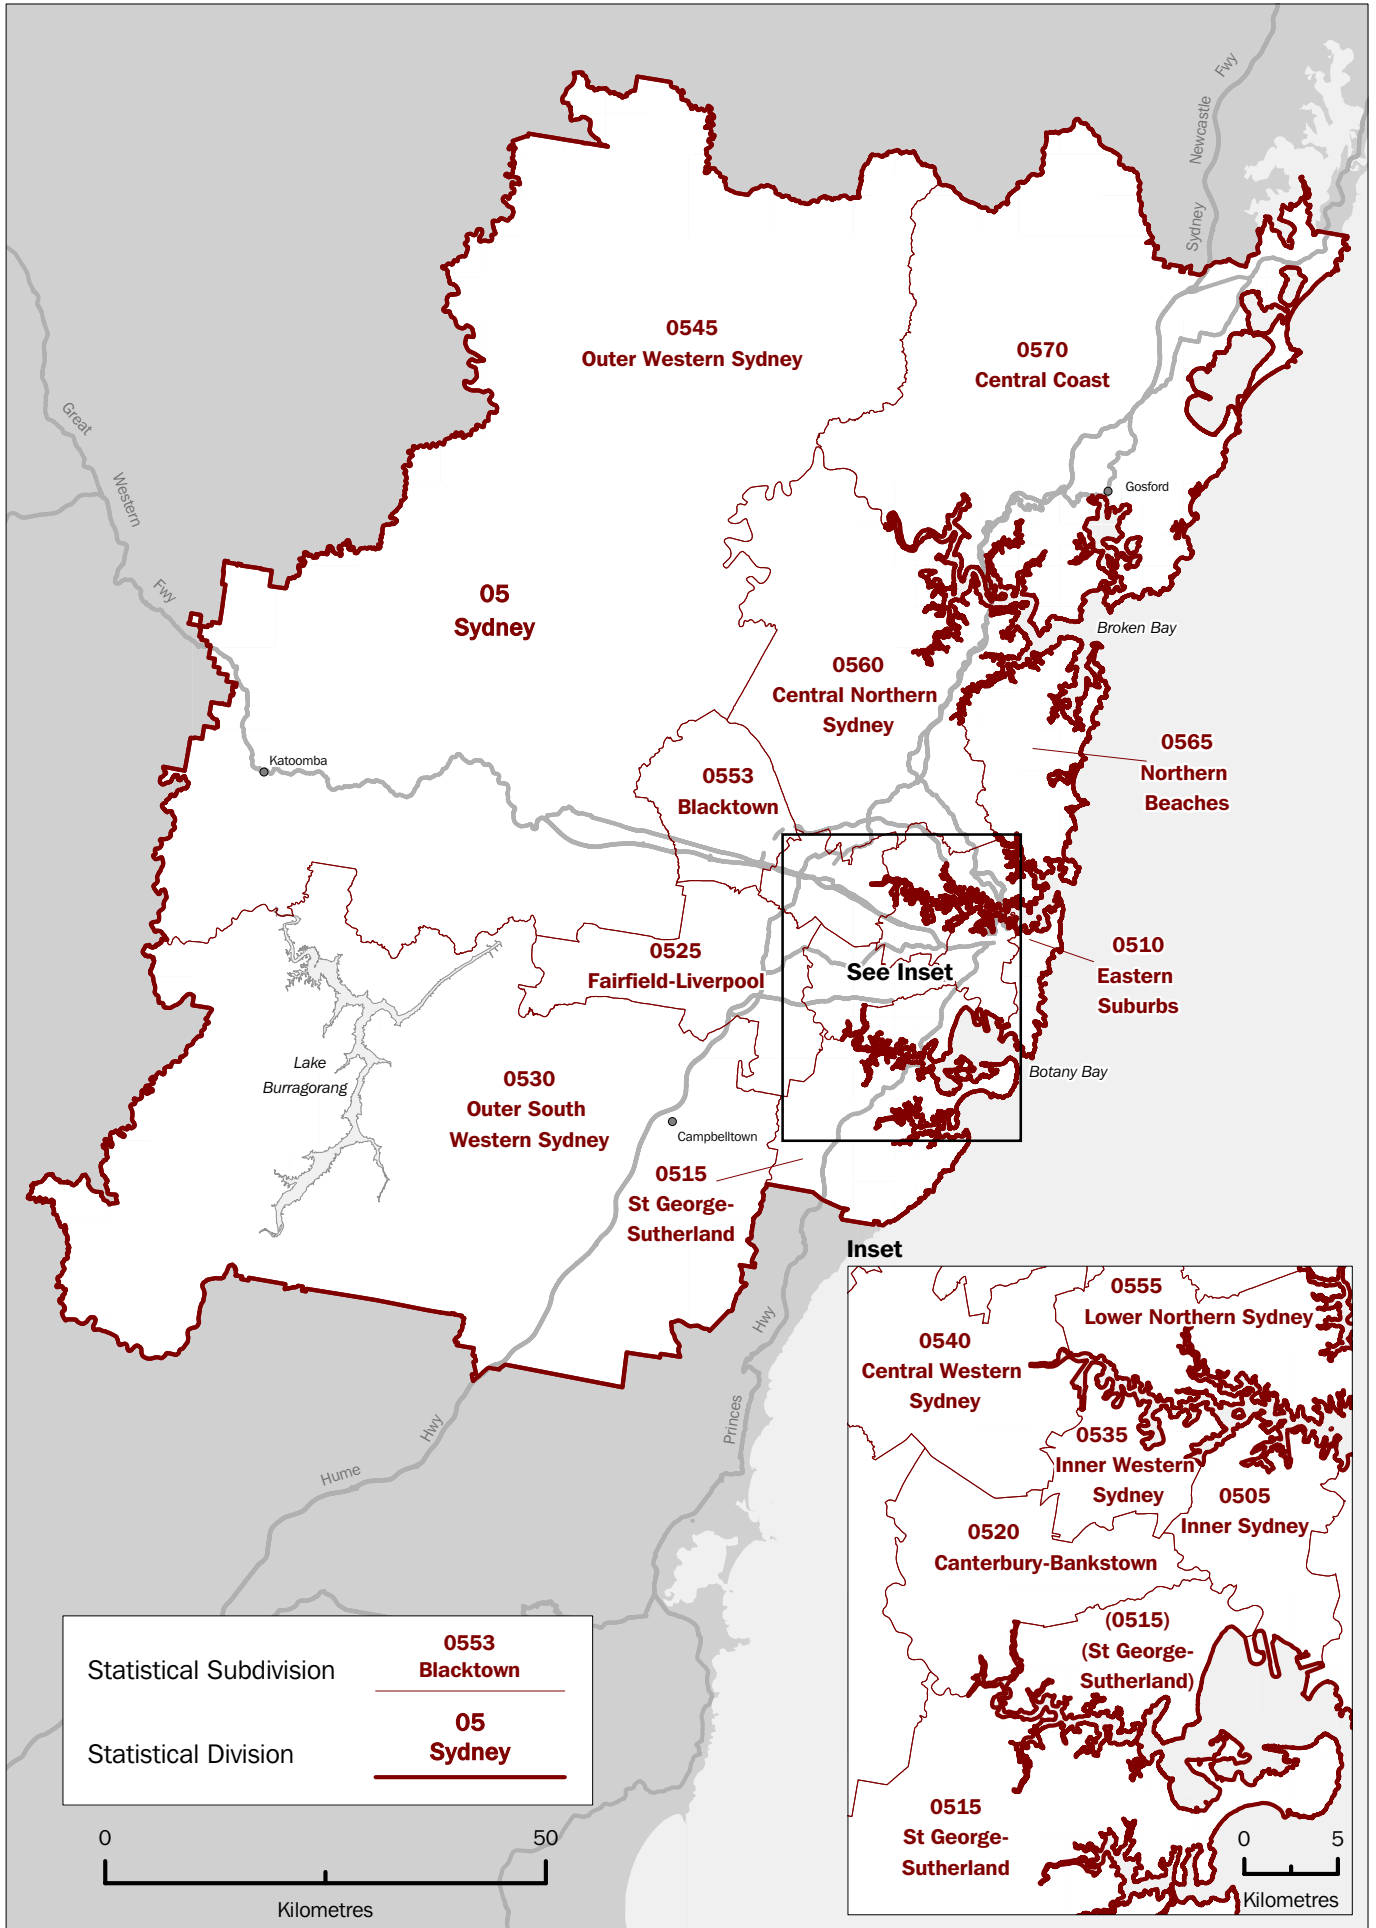 Sydney Newcastle Fwy
0545
Outer Western Sydney
0570
Central Coast
Great Western Fwy
Gosford
05
Sydney
Broken Bay
0560
Central Northern
Sydney
0565
Northern
Beaches
Katoomba
0553
Blacktown
0525
Fairfield-Liverpool
See Inset
0510
Eastern
Suburbs
Lake
Burragorang
0530
Outer South
Western Sydney
Botany Bay
Campbelltown
0515
St George-
Sutherland
Hume Hwy
Princes Hwy
Inset
0555
Lower Northern Sydney
0540
Central Western
Sydney
0535
Inner Western
Sydney
0505
Inner Sydney
0520
Canterbury-Bankstown
(0515)
(St George-
Sutherland)
0515
St George-
Sutherland
0 5
Kilometres
Statistical Subdivision
0553
Blacktown
Statistical Division
05
Sydney
0 50
Kilometres